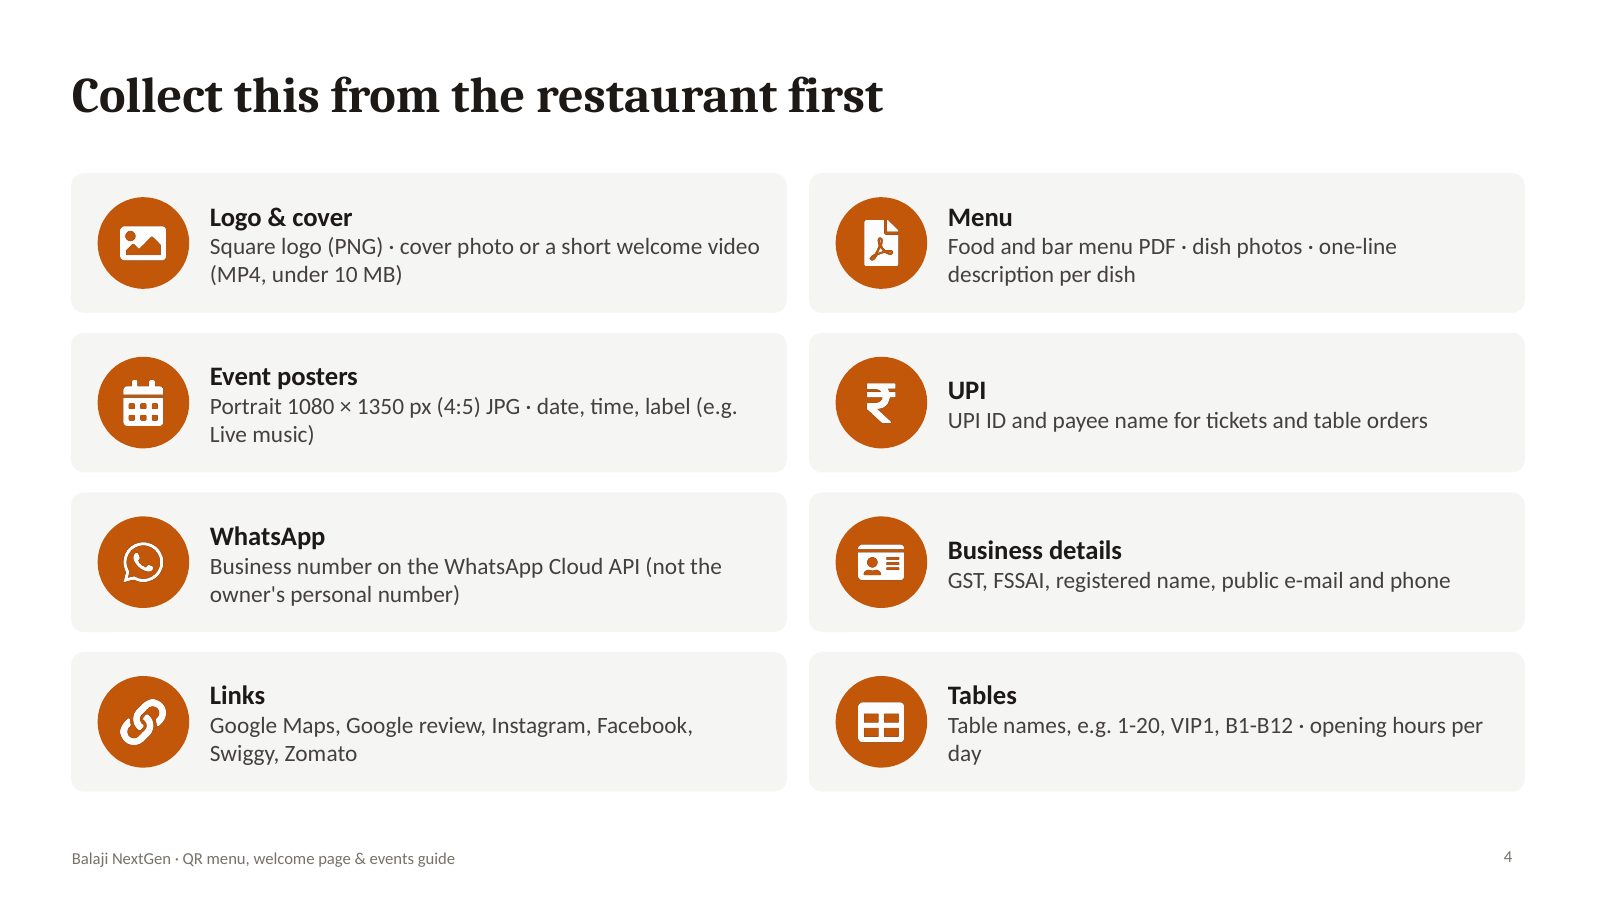 Collect this from the restaurant first
Logo & cover
Square logo (PNG) · cover photo or a short welcome video
(MP4, under 10 MB)
Menu
Food and bar menu PDF · dish photos · one-line
description per dish
Event posters
Portrait 1080 × 1350 px (4:5) JPG · date, time, label (e.g.
Live music)
UPI
UPI ID and payee name for tickets and table orders
WhatsApp
Business number on the WhatsApp Cloud API (not the
owner's personal number)
Business details
GST, FSSAI, registered name, public e-mail and phone
Links
Google Maps, Google review, Instagram, Facebook,
Swiggy, Zomato
Tables
Table names, e.g. 1-20, VIP1, B1-B12 · opening hours per
day
Balaji NextGen · QR menu, welcome page & events guide
4